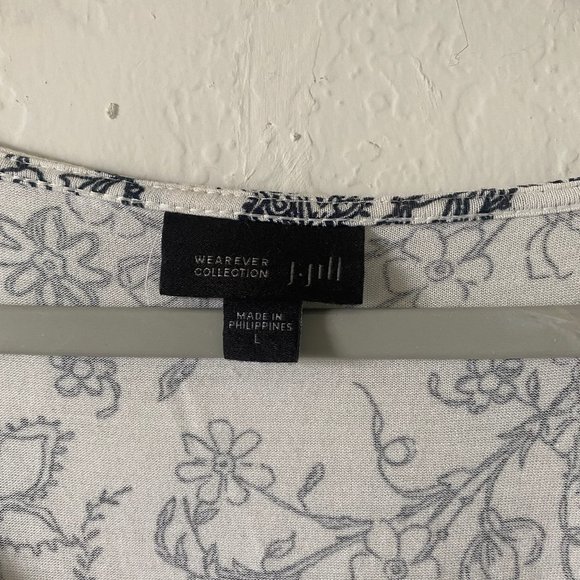 WEAREVER
COLLECTION
J.Jill
MADE IN
PHILIPPINES
L